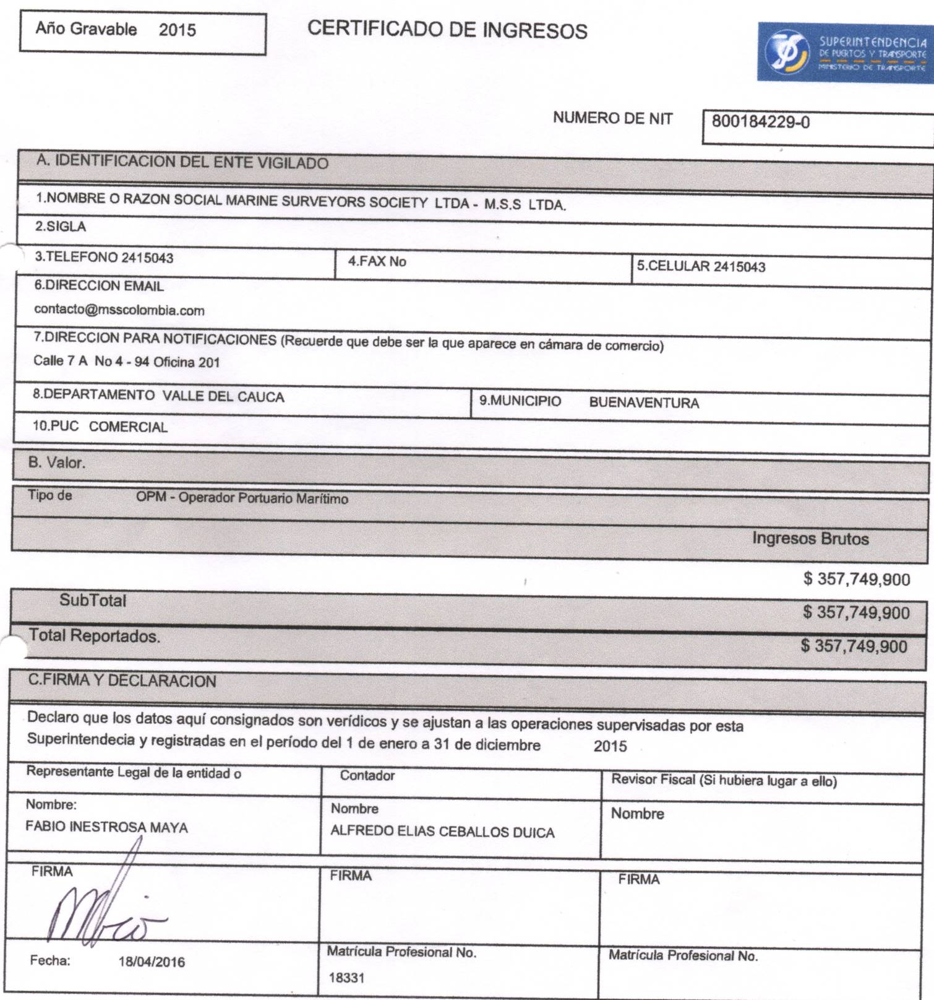 Año Gravable 2015
CERTIFICADO DE INGRESOS
SUPERINTENDENCIA
DE PUERTOS Y TRANSPORTE
MINISTERIO DE TRANSPORTE
NUMERO DE NIT 800184229-0
A. IDENTIFICACION DEL ENTE VIGILADO
1.NOMBRE O RAZON SOCIAL MARINE SURVEYORS SOCIETY LTDA - M.S.S LTDA.
2.SIGLA
3.TELEFONO 2415043 4.FAX No 5.CELULAR 2415043
6.DIRECCION EMAIL
contacto@msscolombia.com
7.DIRECCION PARA NOTIFICACIONES (Recuerde que debe ser la que aparece en cámara de comercio)
Calle 7 A No 4 - 94 Oficina 201
8.DEPARTAMENTO VALLE DEL CAUCA 9.MUNICIPIO BUENAVENTURA
10.PUC COMERCIAL
B. Valor.
Tipo de OPM - Operador Portuario Marítimo
Ingresos Brutos
$ 357,749,900
SubTotal $ 357,749,900
Total Reportados. $ 357,749,900
C.FIRMA Y DECLARACION
Declaro que los datos aquí consignados son verídicos y se ajustan a las operaciones supervisadas por esta
Superintendecia y registradas en el período del 1 de enero a 31 de diciembre 2015
Representante Legal de la entidad o Contador Revisor Fiscal (Si hubiera lugar a ello)
Nombre: Nombre Nombre
FABIO INESTROSA MAYA ALFREDO ELIAS CEBALLOS DUICA
FIRMA FIRMA FIRMA
Matrícula Profesional No. Matrícula Profesional No.
Fecha: 18/04/2016
18331